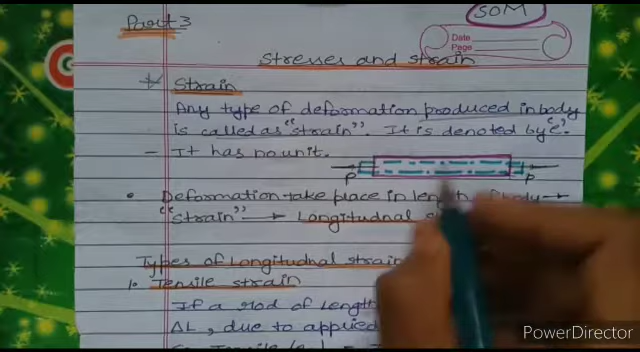 Part 3
SOM
Date
Page
Stresses and strain
* Strain
Any type of deformation produced in body
is called as "strain". It is denoted by 'e'.
- It has no unit.
P P
• Deformation take place in length of body →
"strain" → Longitudnal
Types of Longitudnal strain
1. Tensile strain
If a rod of length
ΔL, due to applied
PowerDirector